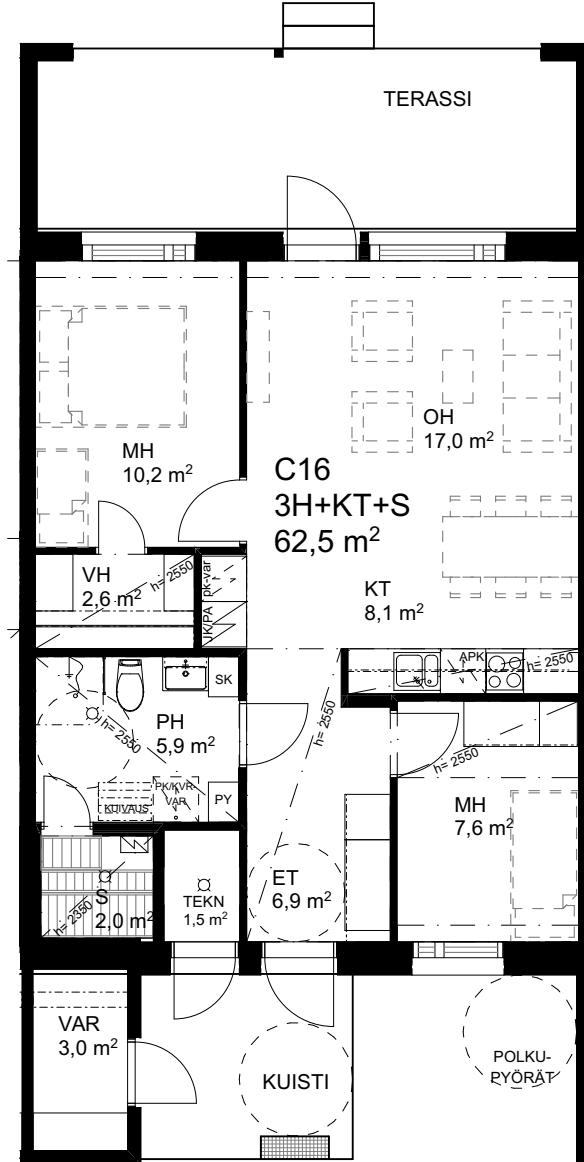 TERASSI
OH
17,0 m²
MH
10,2 m²
C16
3H+KT+S
62,5 m²
VH
2,6 m²
h= 2550
pk-var
JK/PA
KT
8,1 m²
APK
h= 2550
SK
PH
5,9 m²
h= 2550
h= 2550
h= 2550
KUIVAUS
PK/KVR-
VAR
PY
MH
7,6 m²
S
2,0 m²
h= 2350
TEKN
1,5 m²
ET
6,9 m²
VAR
3,0 m²
KUISTI
POLKU-
PYÖRÄT